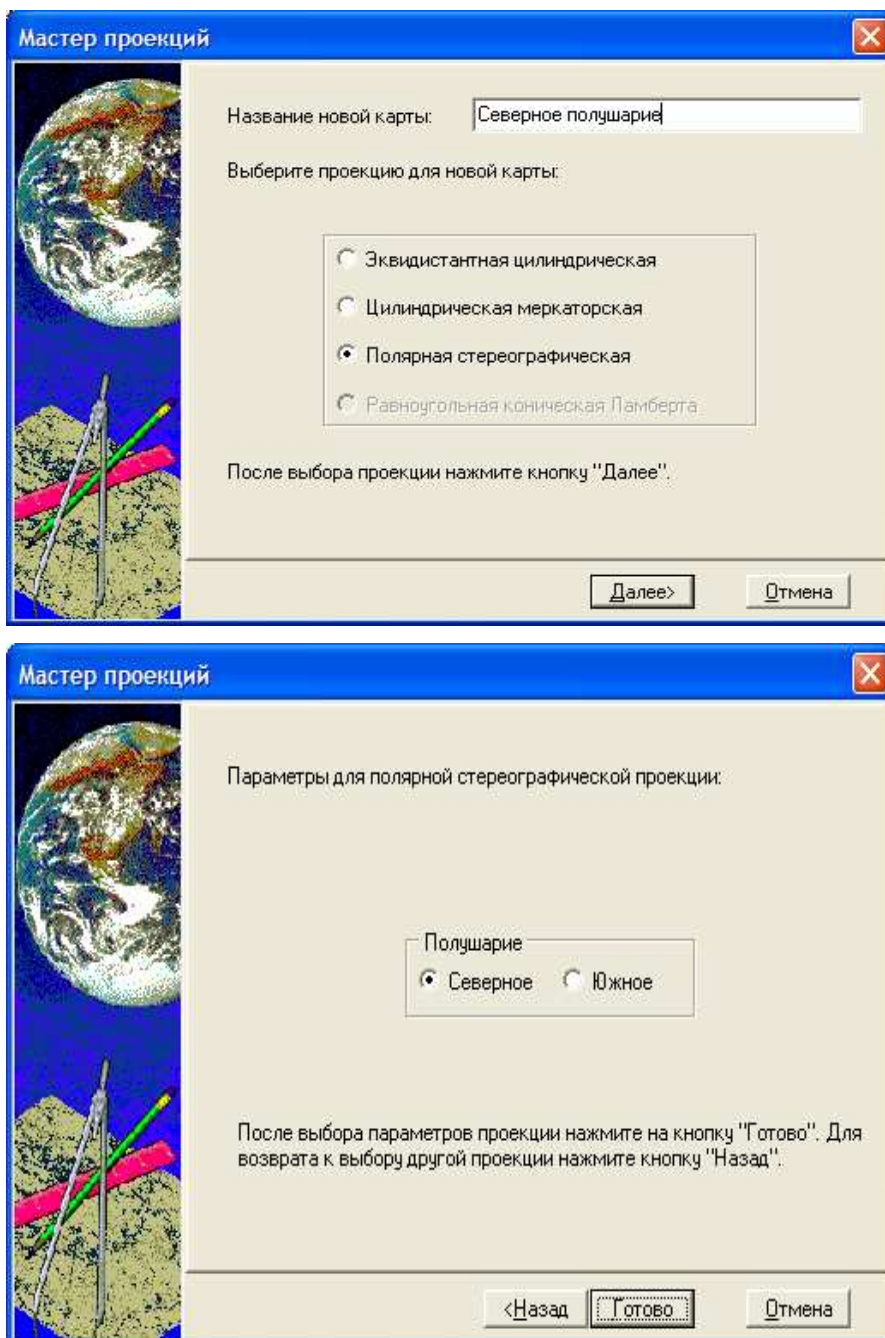 Мастер проекций
Название новой карты: Северное полушарие
Выберите проекцию для новой карты:
Эквидистантная цилиндрическая
Цилиндрическая меркаторская
Полярная стереографическая
Равноугольная коническая Ламберта
После выбора проекции нажмите кнопку "Далее".
Далее> Отмена
Мастер проекций
Параметры для полярной стереографической проекции:
Полушарие
Северное Южное
После выбора параметров проекции нажмите на кнопку "Готово". Для
возврата к выбору другой проекции нажмите кнопку "Назад".
<Назад Готово Отмена